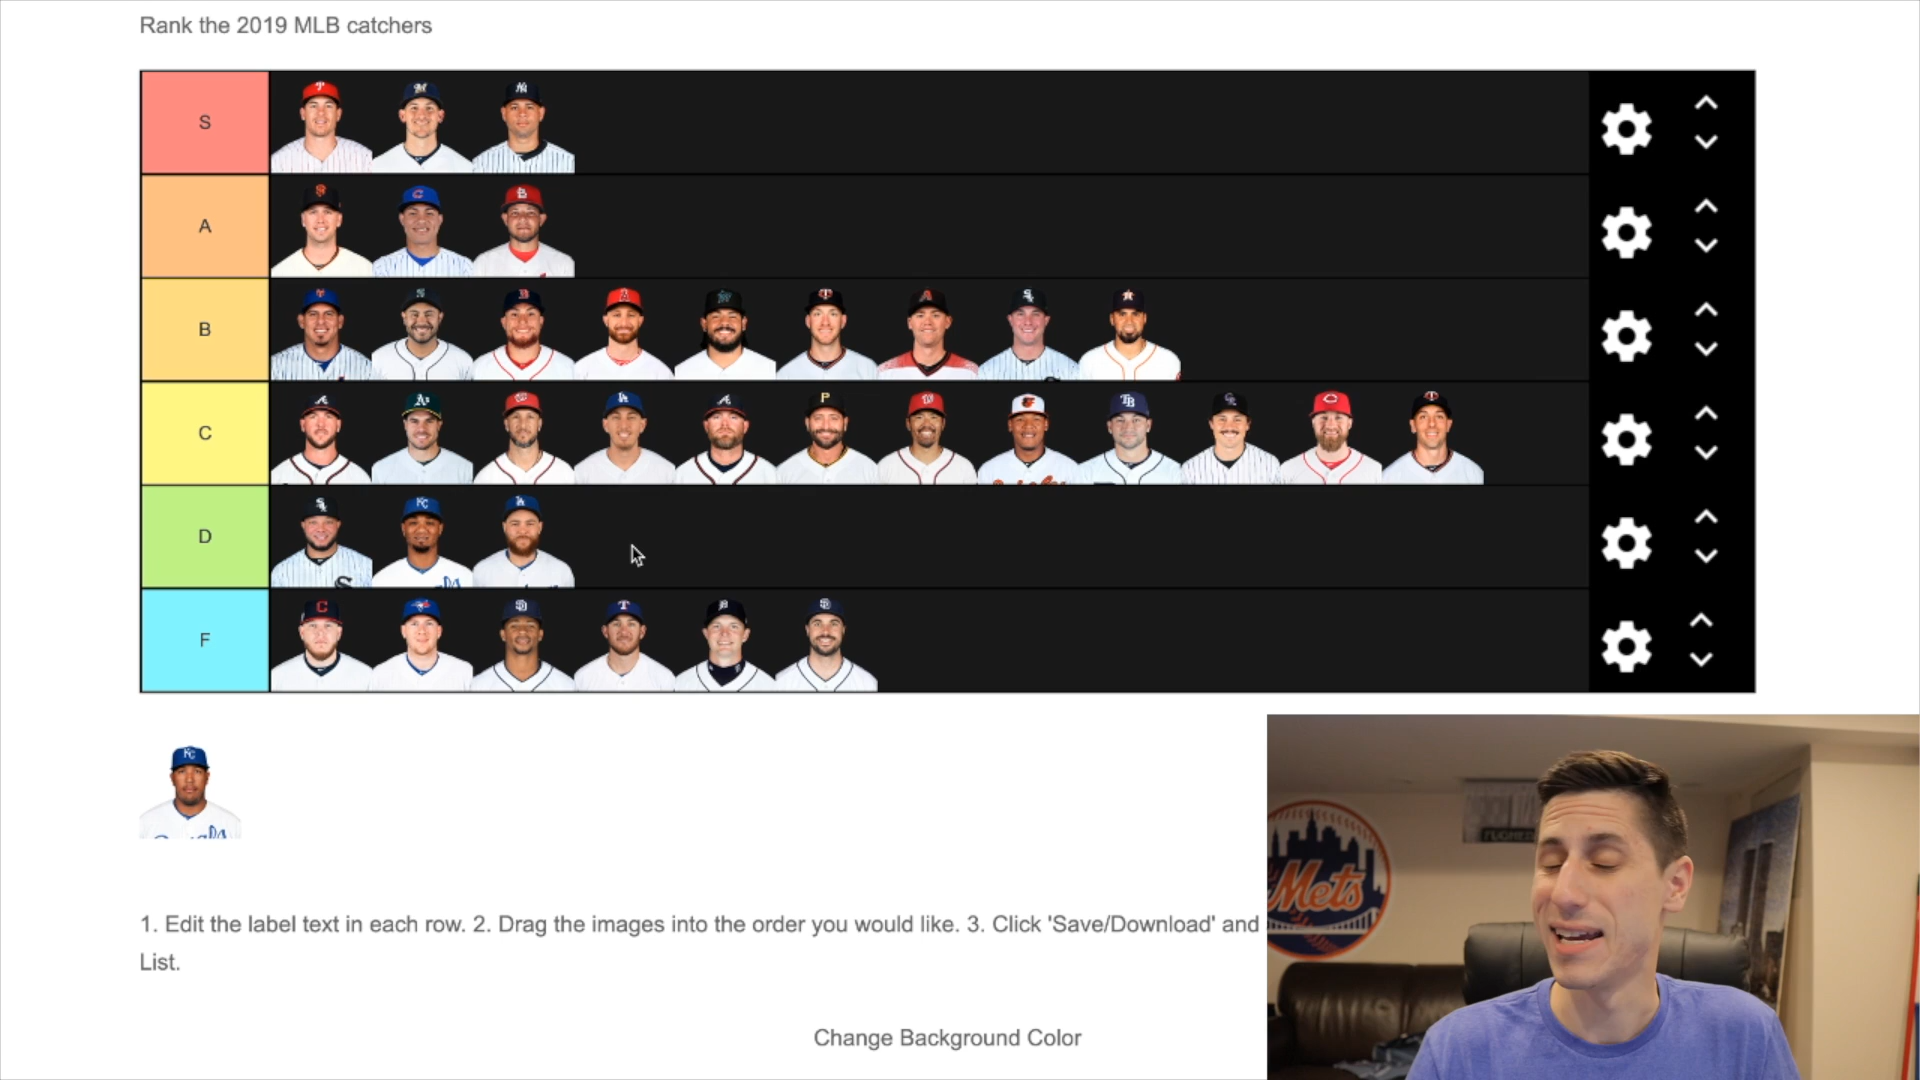 Rank the 2019 MLB catchers
S
A
B
C
D
F
1. Edit the label text in each row. 2. Drag the images into the order you would like. 3. Click 'Save/Download' and
List.
Change Background Color
Mets